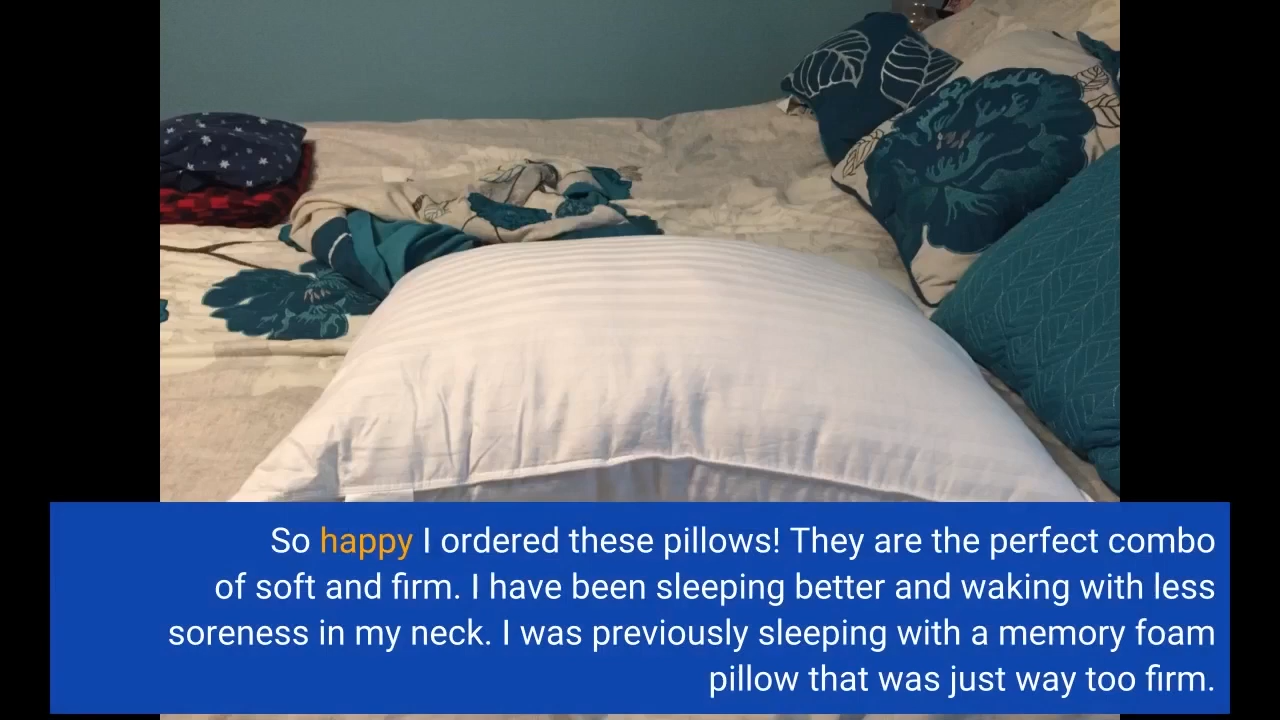 So happy I ordered these pillows! They are the perfect combo
of soft and firm. I have been sleeping better and waking with less
soreness in my neck. I was previously sleeping with a memory foam
pillow that was just way too firm.